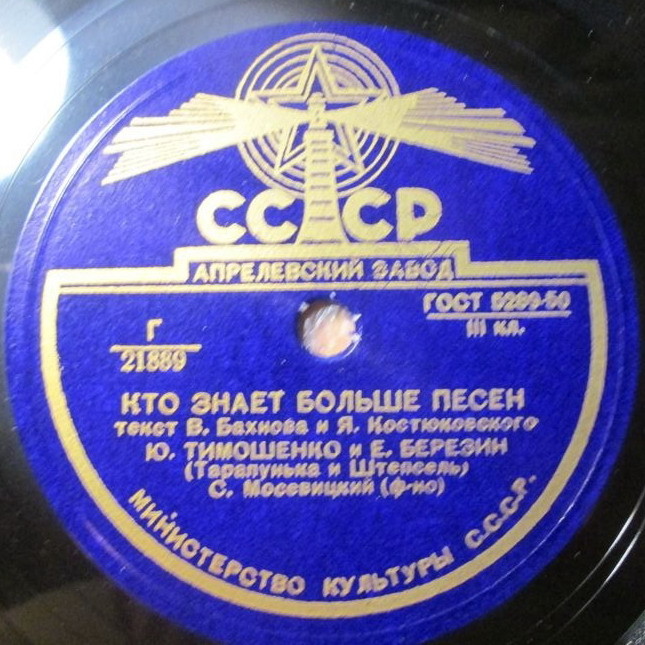 СССР
АПРЕЛЕВСКИЙ ЗАВОД
ГОСТ 5289-50
III кл.
Г
21889
КТО ЗНАЕТ БОЛЬШЕ ПЕСЕН
текст В. Бахнова и Я. Костюковского
Ю. ТИМОШЕНКО и Е. БЕРЕЗИН
(Тарапунька и Штепсель)
С. Мосевицкий (ф-но)
МИНИСТЕРСТВО КУЛЬТУРЫ С.С.С.Р.